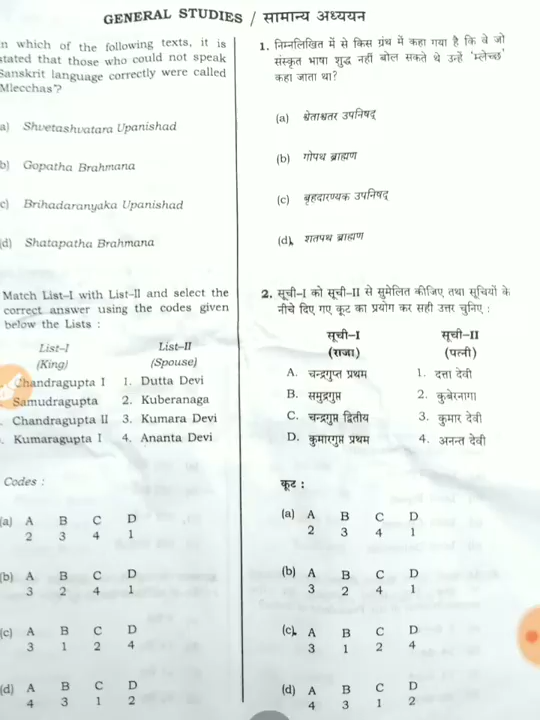 GENERAL STUDIES / सामान्य अध्ययन
n which of the following texts, it is
stated that those who could not speak
Sanskrit language correctly were called
Mlecchas'?
a) Shvetashvatara Upanishad
b) Gopatha Brahmana
c) Brihadaranyaka Upanishad
(d) Shatapatha Brahmana
Match List-I with List-II and select the
correct answer using the codes given
below the Lists :
List-I List-II
(King) (Spouse)
. Chandragupta I 1. Dutta Devi
Samudragupta 2. Kuberanaga
. Chandragupta II 3. Kumara Devi
. Kumaragupta I 4. Ananta Devi
Codes :
(a) A B C D
2 3 4 1
(b) A B C D
3 2 4 1
(c) A B C D
3 1 2 4
(d) A B C D
4 3 1 2
1. निम्नलिखित में से किस ग्रंथ में कहा गया है कि वे जो
संस्कृत भाषा शुद्ध नहीं बोल सकते थे उन्हें 'म्लेच्छ'
कहा जाता था?
(a) श्वेताश्वतर उपनिषद्
(b) गोपथ ब्राह्मण
(c) बृहदारण्यक उपनिषद्
(d) शतपथ ब्राह्मण
2. सूची-I को सूची-II से सुमेलित कीजिए तथा सूचियों के
नीचे दिए गए कूट का प्रयोग कर सही उत्तर चुनिए :
सूची-I सूची-II
(राजा) (पत्नी)
A. चन्द्रगुप्त प्रथम 1. दत्ता देवी
B. समुद्रगुप्त 2. कुबेरनागा
C. चन्द्रगुप्त द्वितीय 3. कुमार देवी
D. कुमारगुप्त प्रथम 4. अनन्त देवी
कूट :
(a) A B C D
2 3 4 1
(b) A B C D
3 2 4 1
(c) A B C D
3 1 2 4
(d) A B C D
4 3 1 2